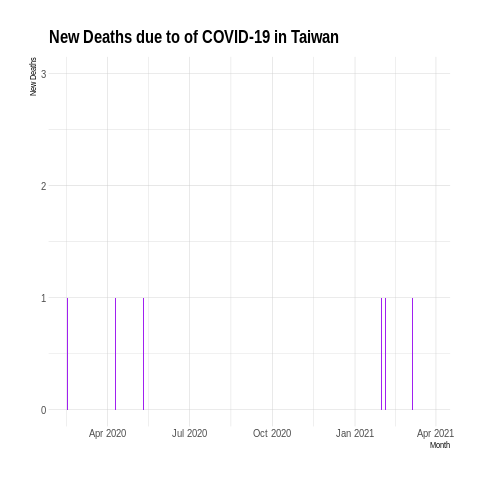 New Deaths due to of COVID-19 in Taiwan
New Deaths
3
2
1
0
Apr 2020 Jul 2020 Oct 2020 Jan 2021 Apr 2021
Month